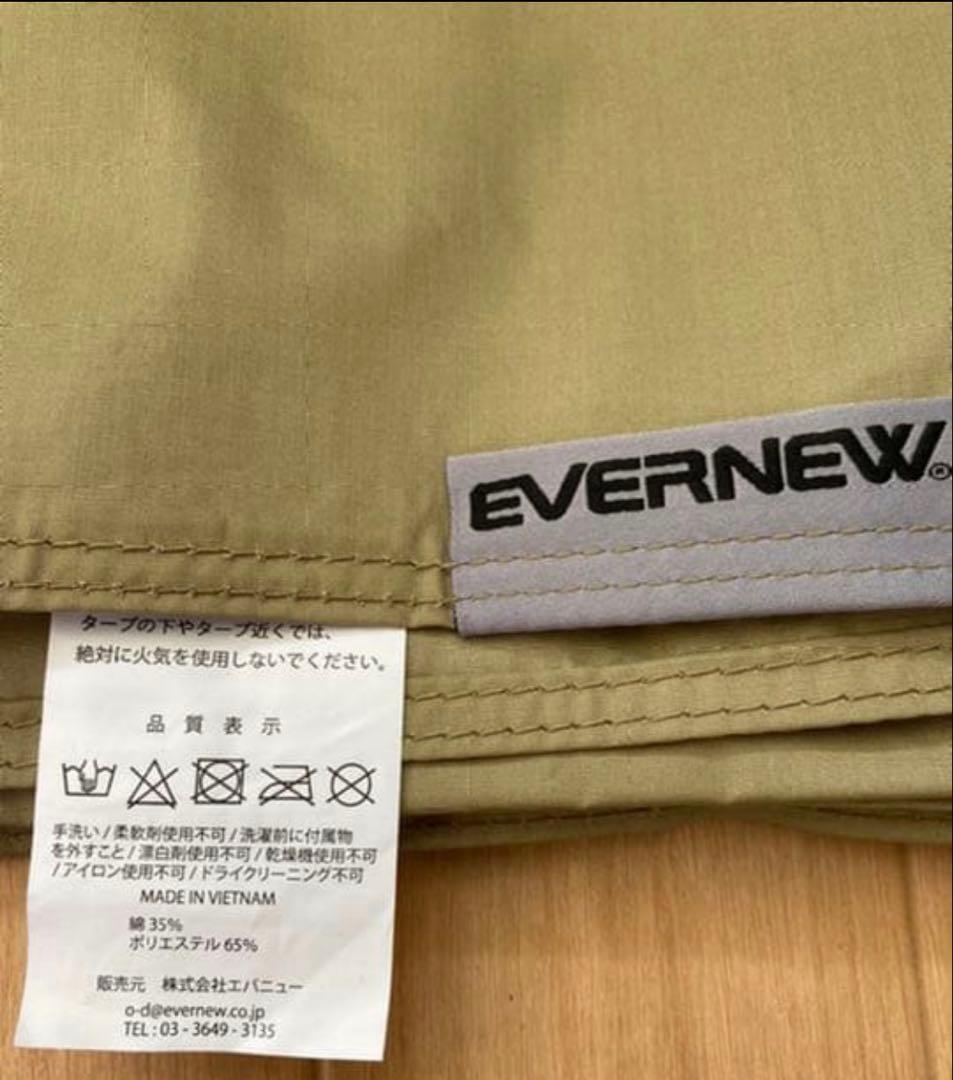 EVERNEW®
タープの下やタープ近くでは、
絶対に火気を使用しないでください。
品 質 表 示
手洗い / 柔軟剤使用不可 / 洗濯前に付属物
を外すこと / 漂白剤使用不可 / 乾燥機使用不可
/ アイロン使用不可 / ドライクリーニング不可
MADE IN VIETNAM
綿 35%
ポリエステル 65%
販売元 株式会社エバニュー
o-d@evernew.co.jp
TEL : 03 - 3649 - 3135